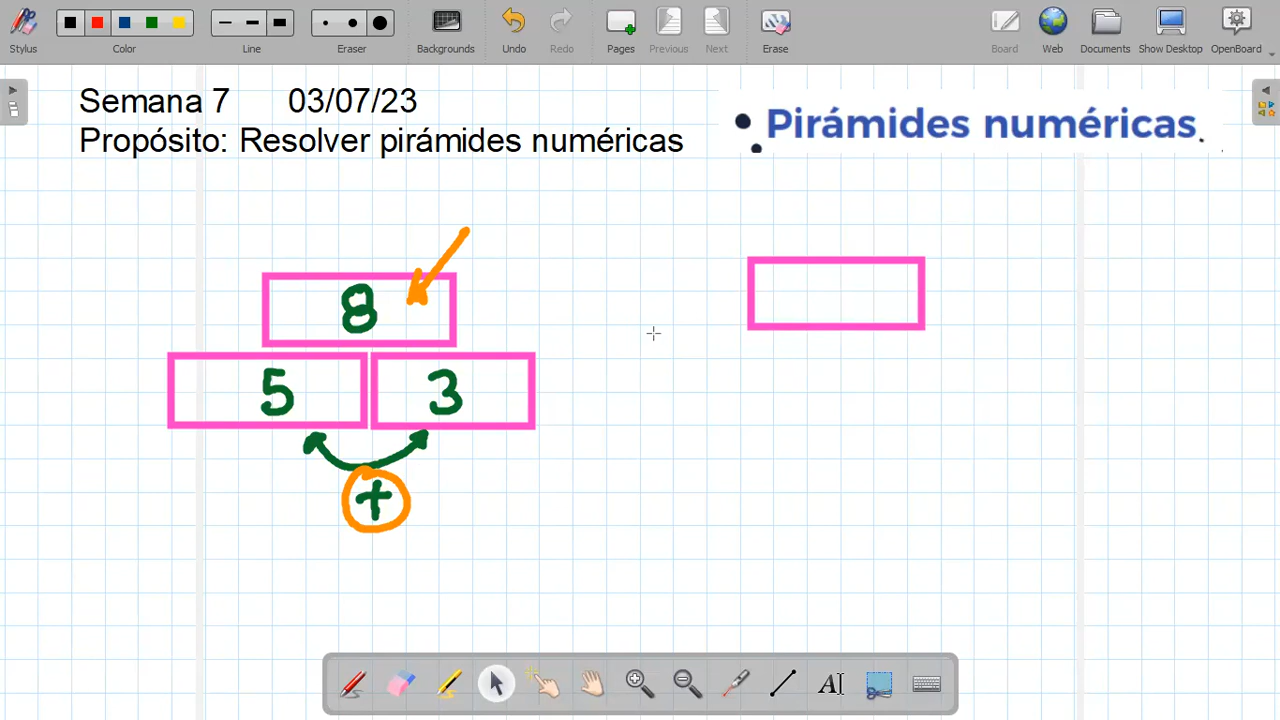 Stylus Color Line Eraser Backgrounds Undo Redo Pages Previous Next Erase Board Web Documents Show Desktop OpenBoard
Semana 7 03/07/23
Propósito: Resolver pirámides numéricas
• Pirámides numéricas
8
5 3
+